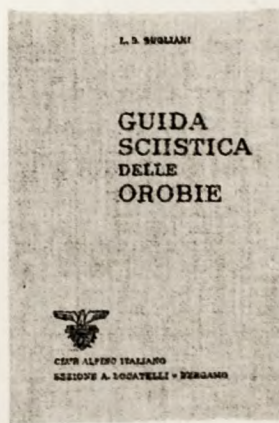 L. B. SUGLIANI
GUIDA
SCIISTICA
DELLE
OROBIE
CLUB ALPINO ITALIANO
SEZIONE A. LOCATELLI - BERGAMO